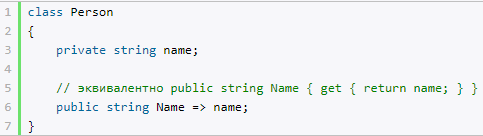 1 class Person
2 {
3     private string name;
4
5     // эквивалентно public string Name { get { return name; } }
6     public string Name => name;
7 }